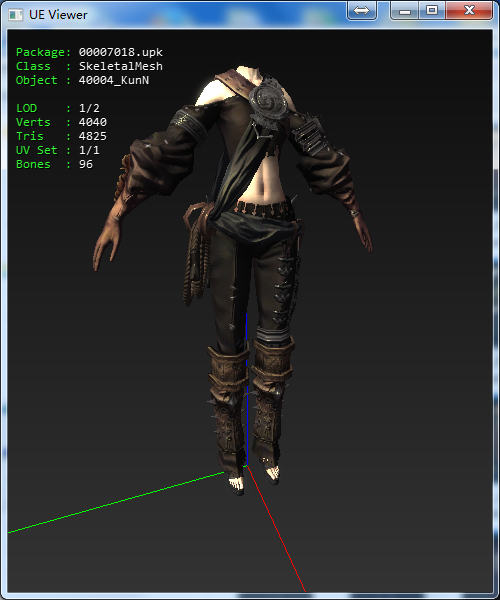 UE Viewer
Package: 00007018.upk
Class : SkeletalMesh
Object : 40004_KunN
LOD : 1/2
Verts : 4040
Tris : 4825
UV Set : 1/1
Bones : 96